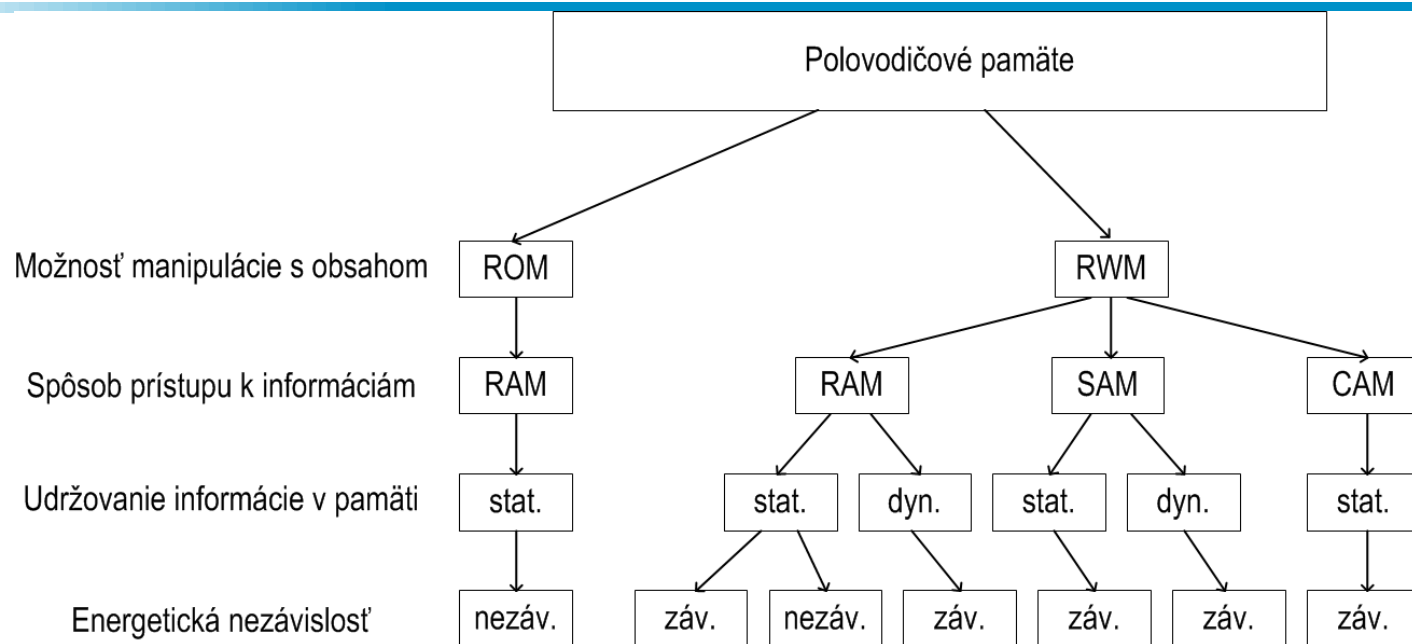 Polovodičové pamäte
Možnosť manipulácie s obsahom ROM RWM
Spôsob prístupu k informáciám RAM RAM SAM CAM
Udržovanie informácie v pamäti stat. stat. dyn. stat. dyn. stat.
Energetická nezávislosť nezáv. záv. nezáv. záv. záv. záv. záv.